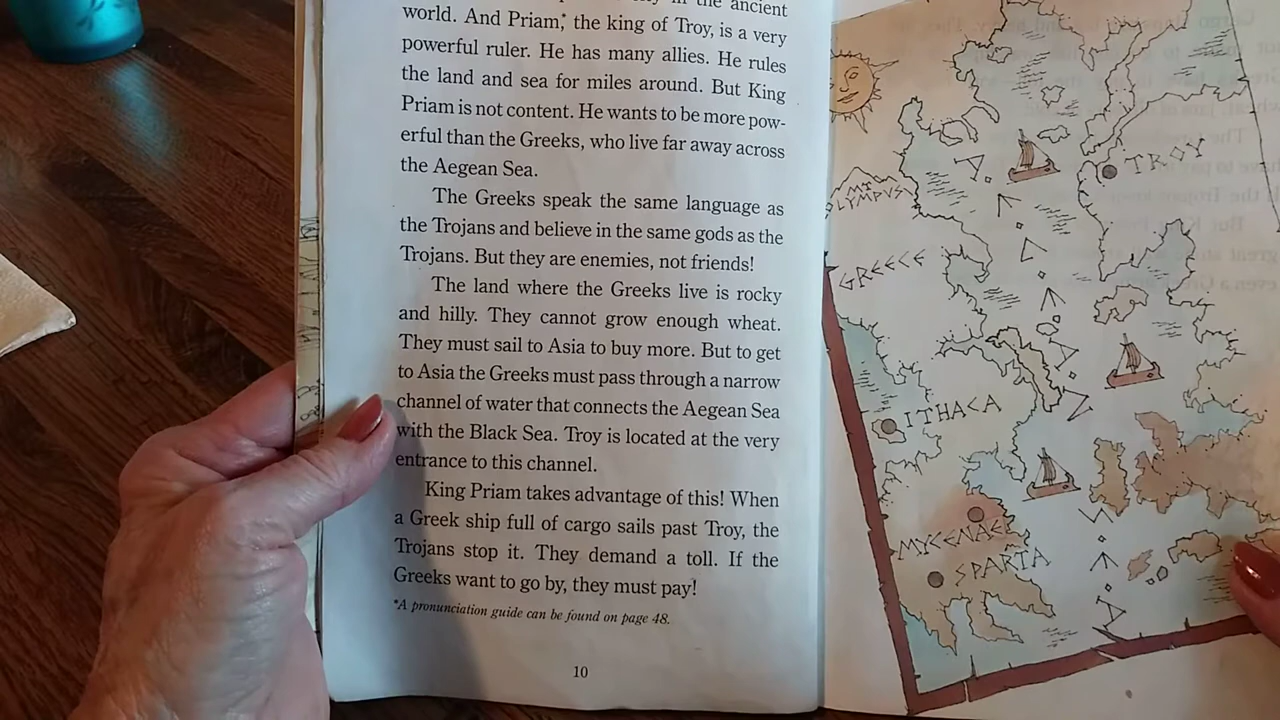 in the ancient
world. And Priam,* the king of Troy, is a very
powerful ruler. He has many allies. He rules
the land and sea for miles around. But King
Priam is not content. He wants to be more pow-
erful than the Greeks, who live far away across
the Aegean Sea.
The Greeks speak the same language as
the Trojans and believe in the same gods as the
Trojans. But they are enemies, not friends!
The land where the Greeks live is rocky
and hilly. They cannot grow enough wheat.
They must sail to Asia to buy more. But to get
to Asia the Greeks must pass through a narrow
channel of water that connects the Aegean Sea
with the Black Sea. Troy is located at the very
entrance to this channel.
King Priam takes advantage of this! When
a Greek ship full of cargo sails past Troy, the
Trojans stop it. They demand a toll. If the
Greeks want to go by, they must pay!
*A pronunciation guide can be found on page 48.
10
TROY
MT
LYMPVS
GREECE
ITHACA
MYCENAE
SPARTA